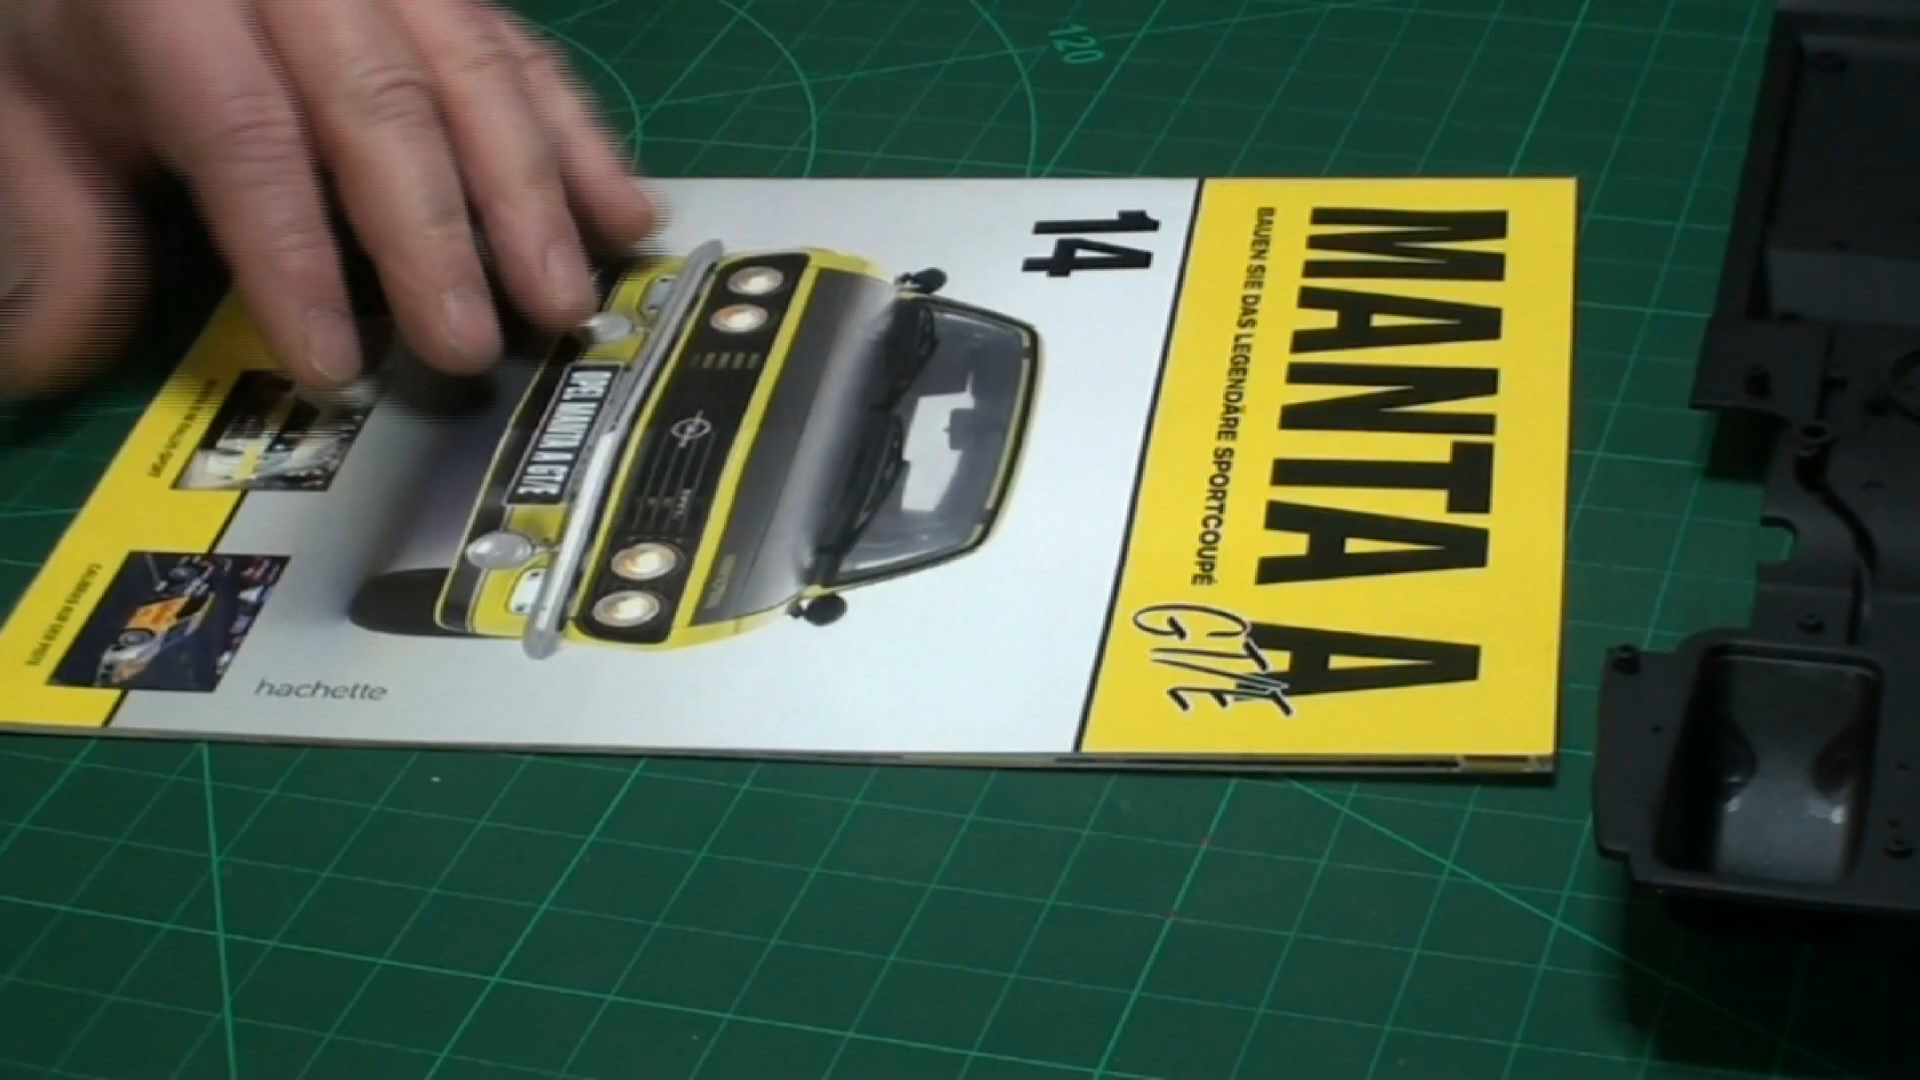 MANTA A
GT/E
BAUEN SIE DAS LEGENDÄRE SPORTCOUPÉ
14
OPEL MANTA A GT/E
hachette
120